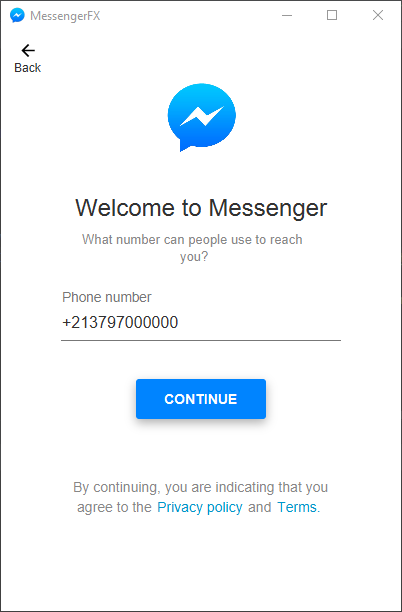 MessengerFX
Back
Welcome to Messenger
What number can people use to reach
you?
Phone number
+213797000000
CONTINUE
By continuing, you are indicating that you
agree to the Privacy policy and Terms.